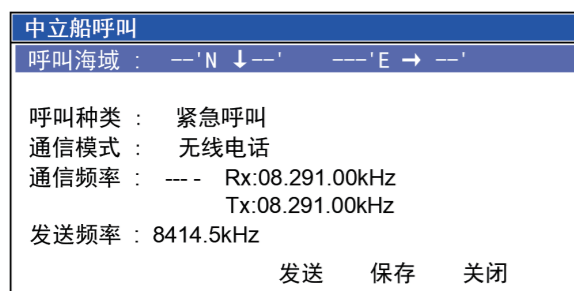 中立船呼叫
呼叫海域 : --'N ↓--' ---'E → --'
呼叫种类 : 紧急呼叫
通信模式 : 无线电话
通信频率 : --- - Rx:08.291.00kHz
Tx:08.291.00kHz
发送频率 : 8414.5kHz
发送 保存 关闭